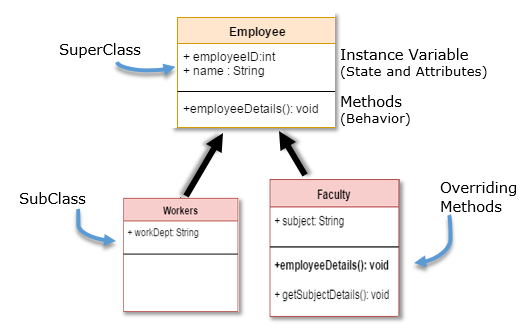 Employee
SuperClass
+ employeeID:int
+ name : String
Instance Variable
(State and Attributes)
+employeeDetails(): void
Methods
(Behavior)
SubClass
Workers
+ workDept: String
Faculty
+ subject: String
+employeeDetails(): void
+ getSubjectDetails(): void
Overriding
Methods